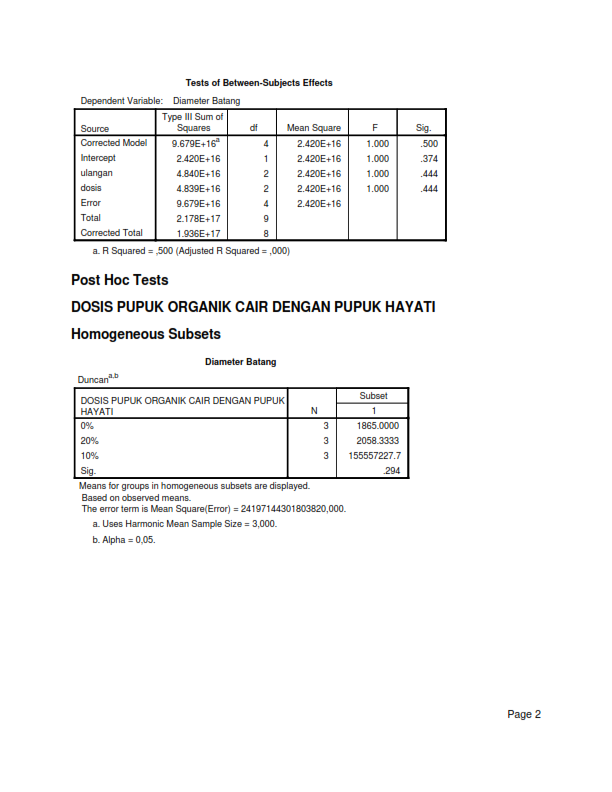 Tests of Between-Subjects Effects
Dependent Variable: Diameter Batang
Source Type III Sum of Squares df Mean Square F Sig.
Corrected Model 9.679E+16a 4 2.420E+16 1.000 .500
Intercept 2.420E+16 1 2.420E+16 1.000 .374
ulangan 4.840E+16 2 2.420E+16 1.000 .444
dosis 4.839E+16 2 2.420E+16 1.000 .444
Error 9.679E+16 4 2.420E+16
Total 2.178E+17 9
Corrected Total 1.936E+17 8
a. R Squared = ,500 (Adjusted R Squared = ,000)
Post Hoc Tests
DOSIS PUPUK ORGANIK CAIR DENGAN PUPUK HAYATI
Homogeneous Subsets
Diameter Batang
Duncana,b
DOSIS PUPUK ORGANIK CAIR DENGAN PUPUK HAYATI N Subset
1
0% 3 1865.0000
20% 3 2058.3333
10% 3 155557227.7
Sig. .294
Means for groups in homogeneous subsets are displayed.
Based on observed means.
The error term is Mean Square(Error) = 24197144301803820,000.
a. Uses Harmonic Mean Sample Size = 3,000.
b. Alpha = 0,05.
Page 2